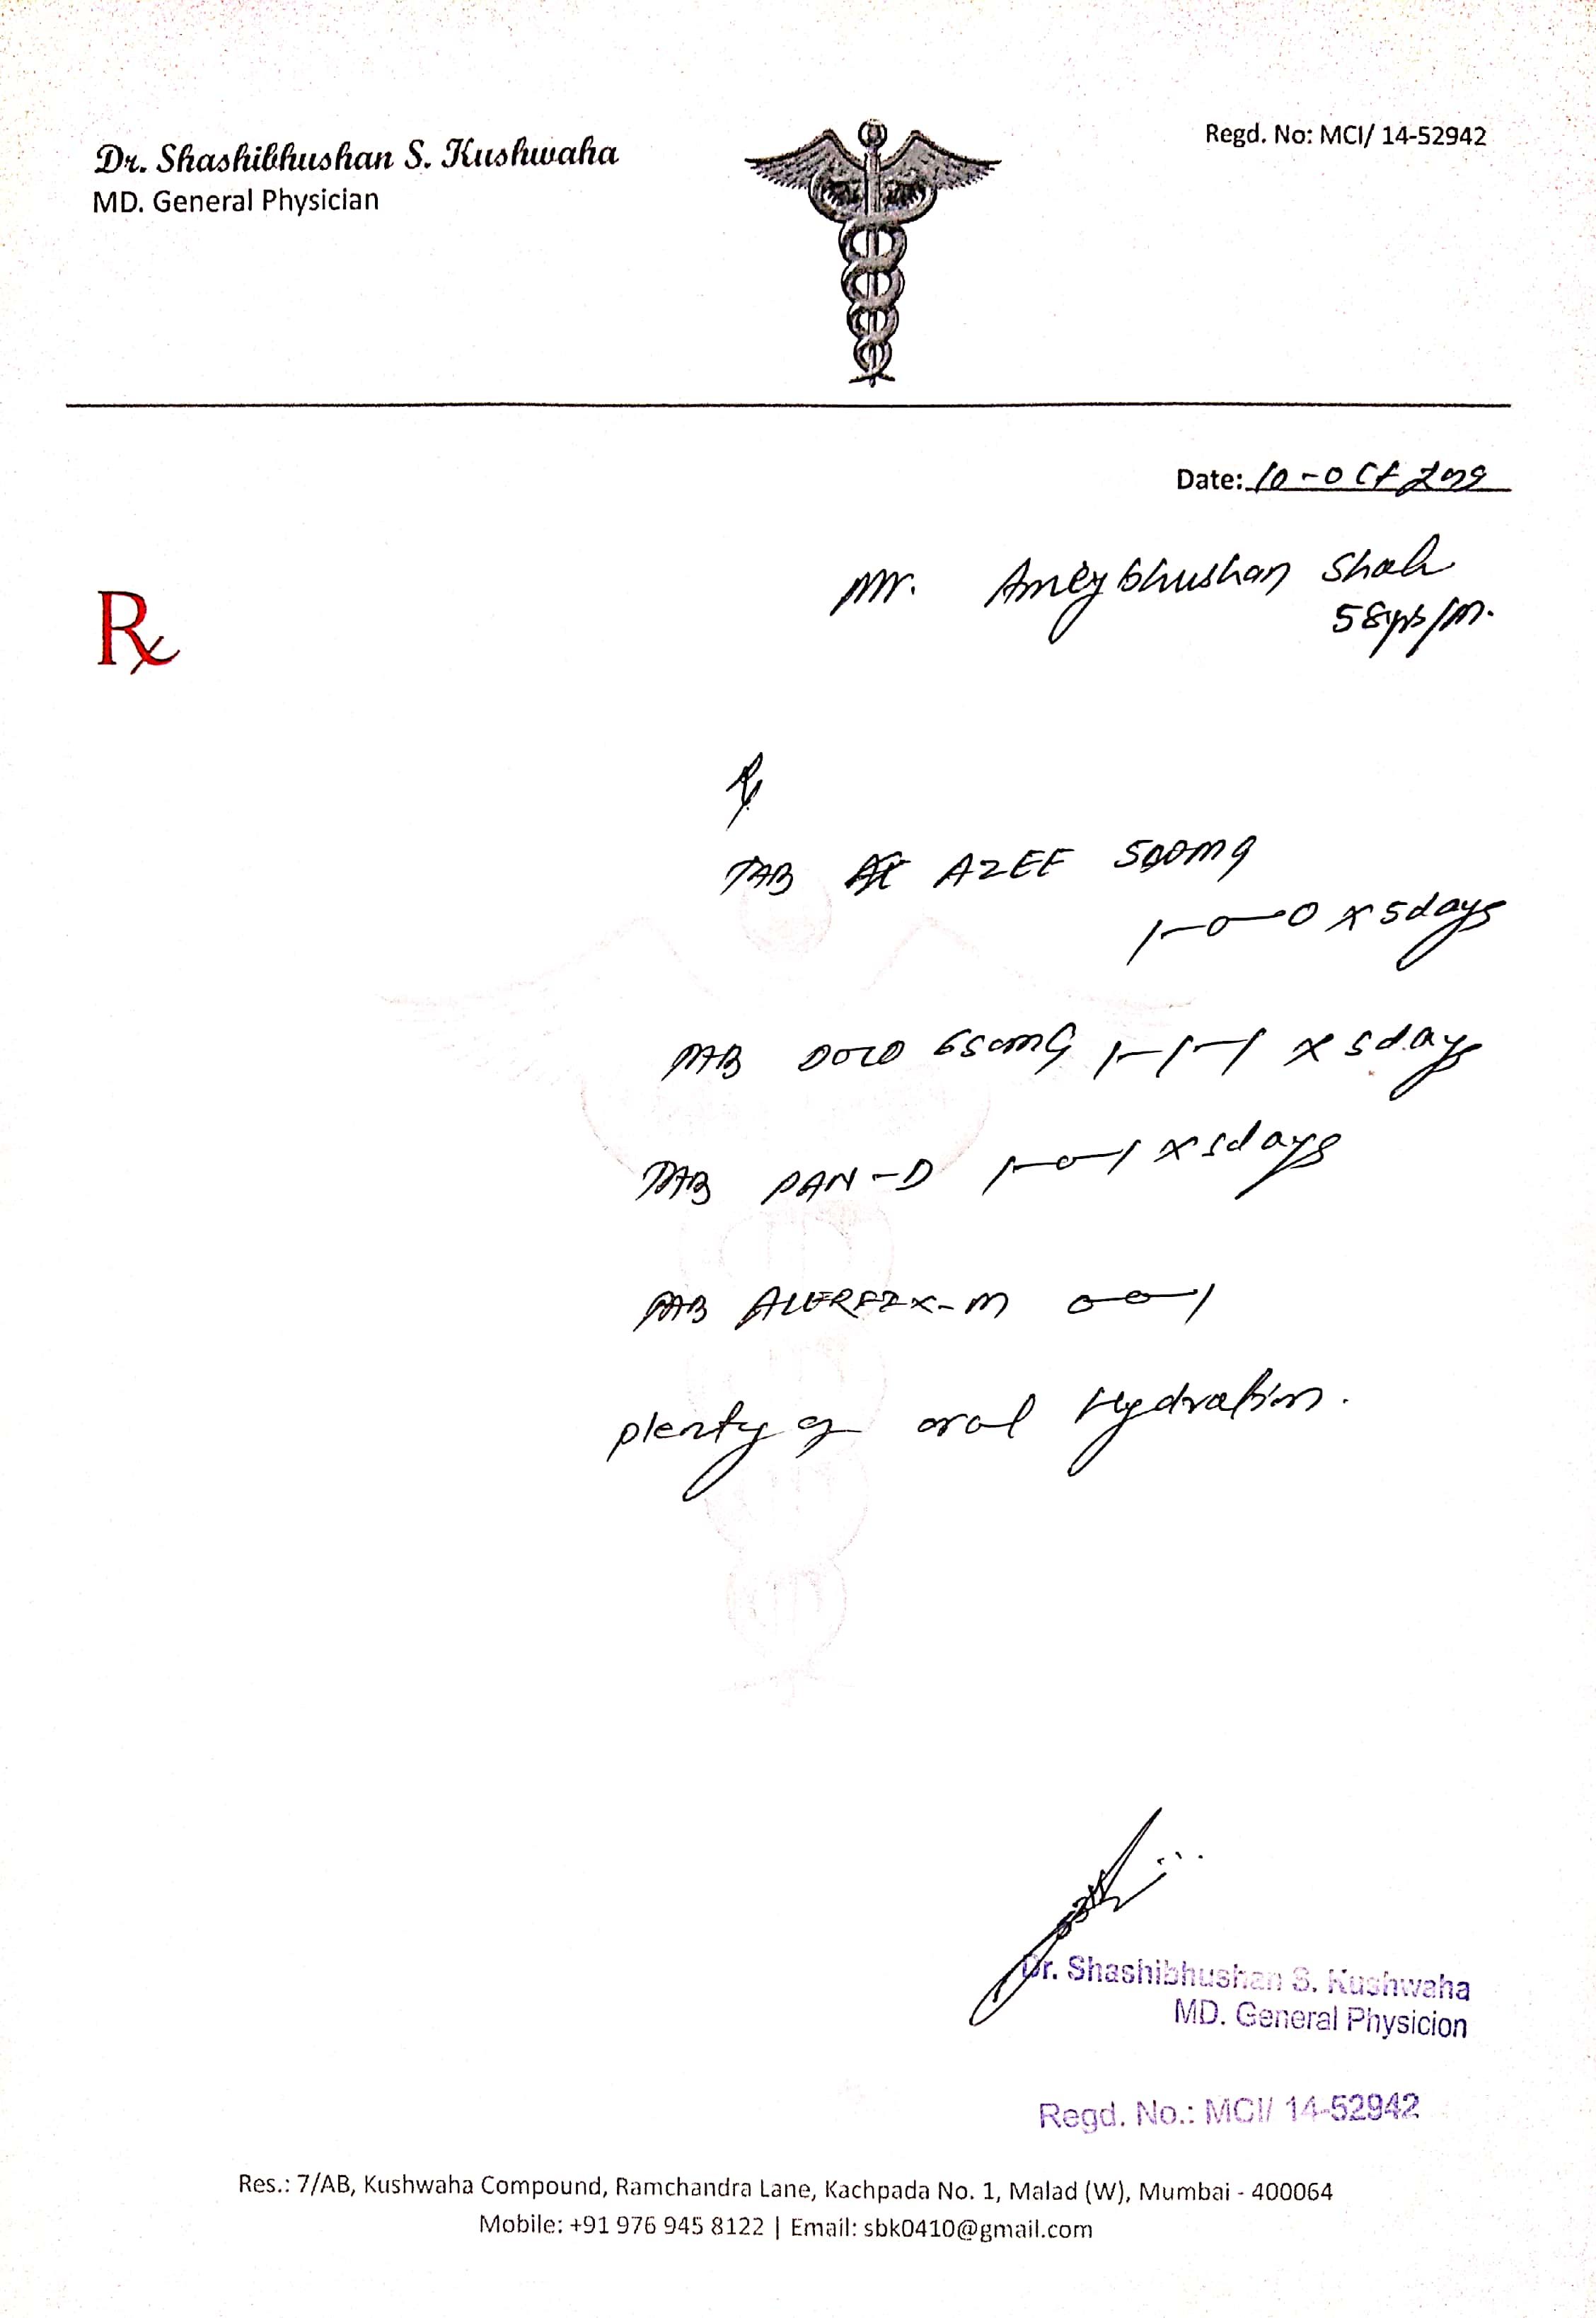 Dr. Shashibhushan S. Kushwaha
MD. General Physician
Regd. No: MCI/ 14-52942
Date: 10-Oct
Rx
Mr. Ameybhushan Shah
58yrs/M.
Rx
TAB AZEE 500mg
1-0-0 x 5days
TAB DOLO 650mg 1-1-1 x 5days
TAB PAN-D 1-0-1 x 5days
TAB ALERFIX-M 0-0-1
plenty of oral Hydration.
Dr. Shashibhushan S. Kushwaha
MD. General Physicion
Regd. No.: MCI/ 14-52942
Res.: 7/AB, Kushwaha Compound, Ramchandra Lane, Kachpada No. 1, Malad (W), Mumbai - 400064
Mobile: +91 976 945 8122 | Email: sbk0410@gmail.com